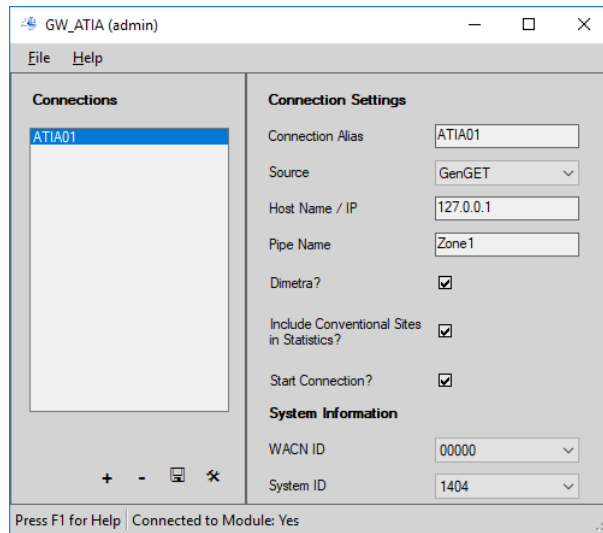 GW_ATIA (admin)
File Help
Connections
ATIA01
+ -
Connection Settings
Connection Alias ATIA01
Source GenGET
Host Name / IP 127.0.0.1
Pipe Name Zone1
Dimetra?
Include Conventional Sites
in Statistics?
Start Connection?
System Information
WACN ID 00000
System ID 1404
Press F1 for Help Connected to Module: Yes